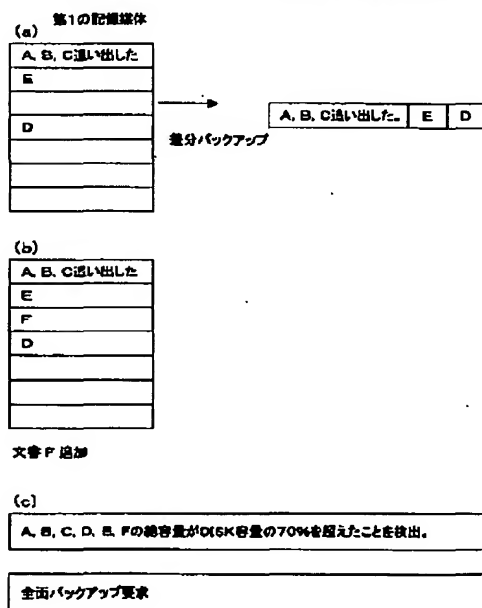 第1の記憶媒体
(a)
A, B, C追い出した
E
D
差分バックアップ
A, B, C追い出した。 E D
(b)
A, B, C追い出した
E
F
D
文書F追加
(c)
A, B, C, D, E, Fの総容量がDISK容量の70%を超えたことを検出。
全面バックアップ要求